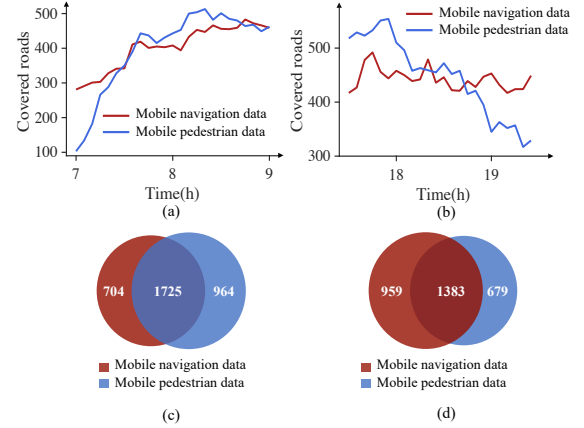 Covered roads
500
400
300
200
100
Mobile navigation data
Mobile pedestrian data
7
8
9
Time(h)
(a)
Covered roads
500
400
300
Mobile navigation data
Mobile pedestrian data
18
19
Time(h)
(b)
704
1725
964
Mobile navigation data
Mobile pedestrian data
(c)
959
1383
679
Mobile navigation data
Mobile pedestrian data
(d)